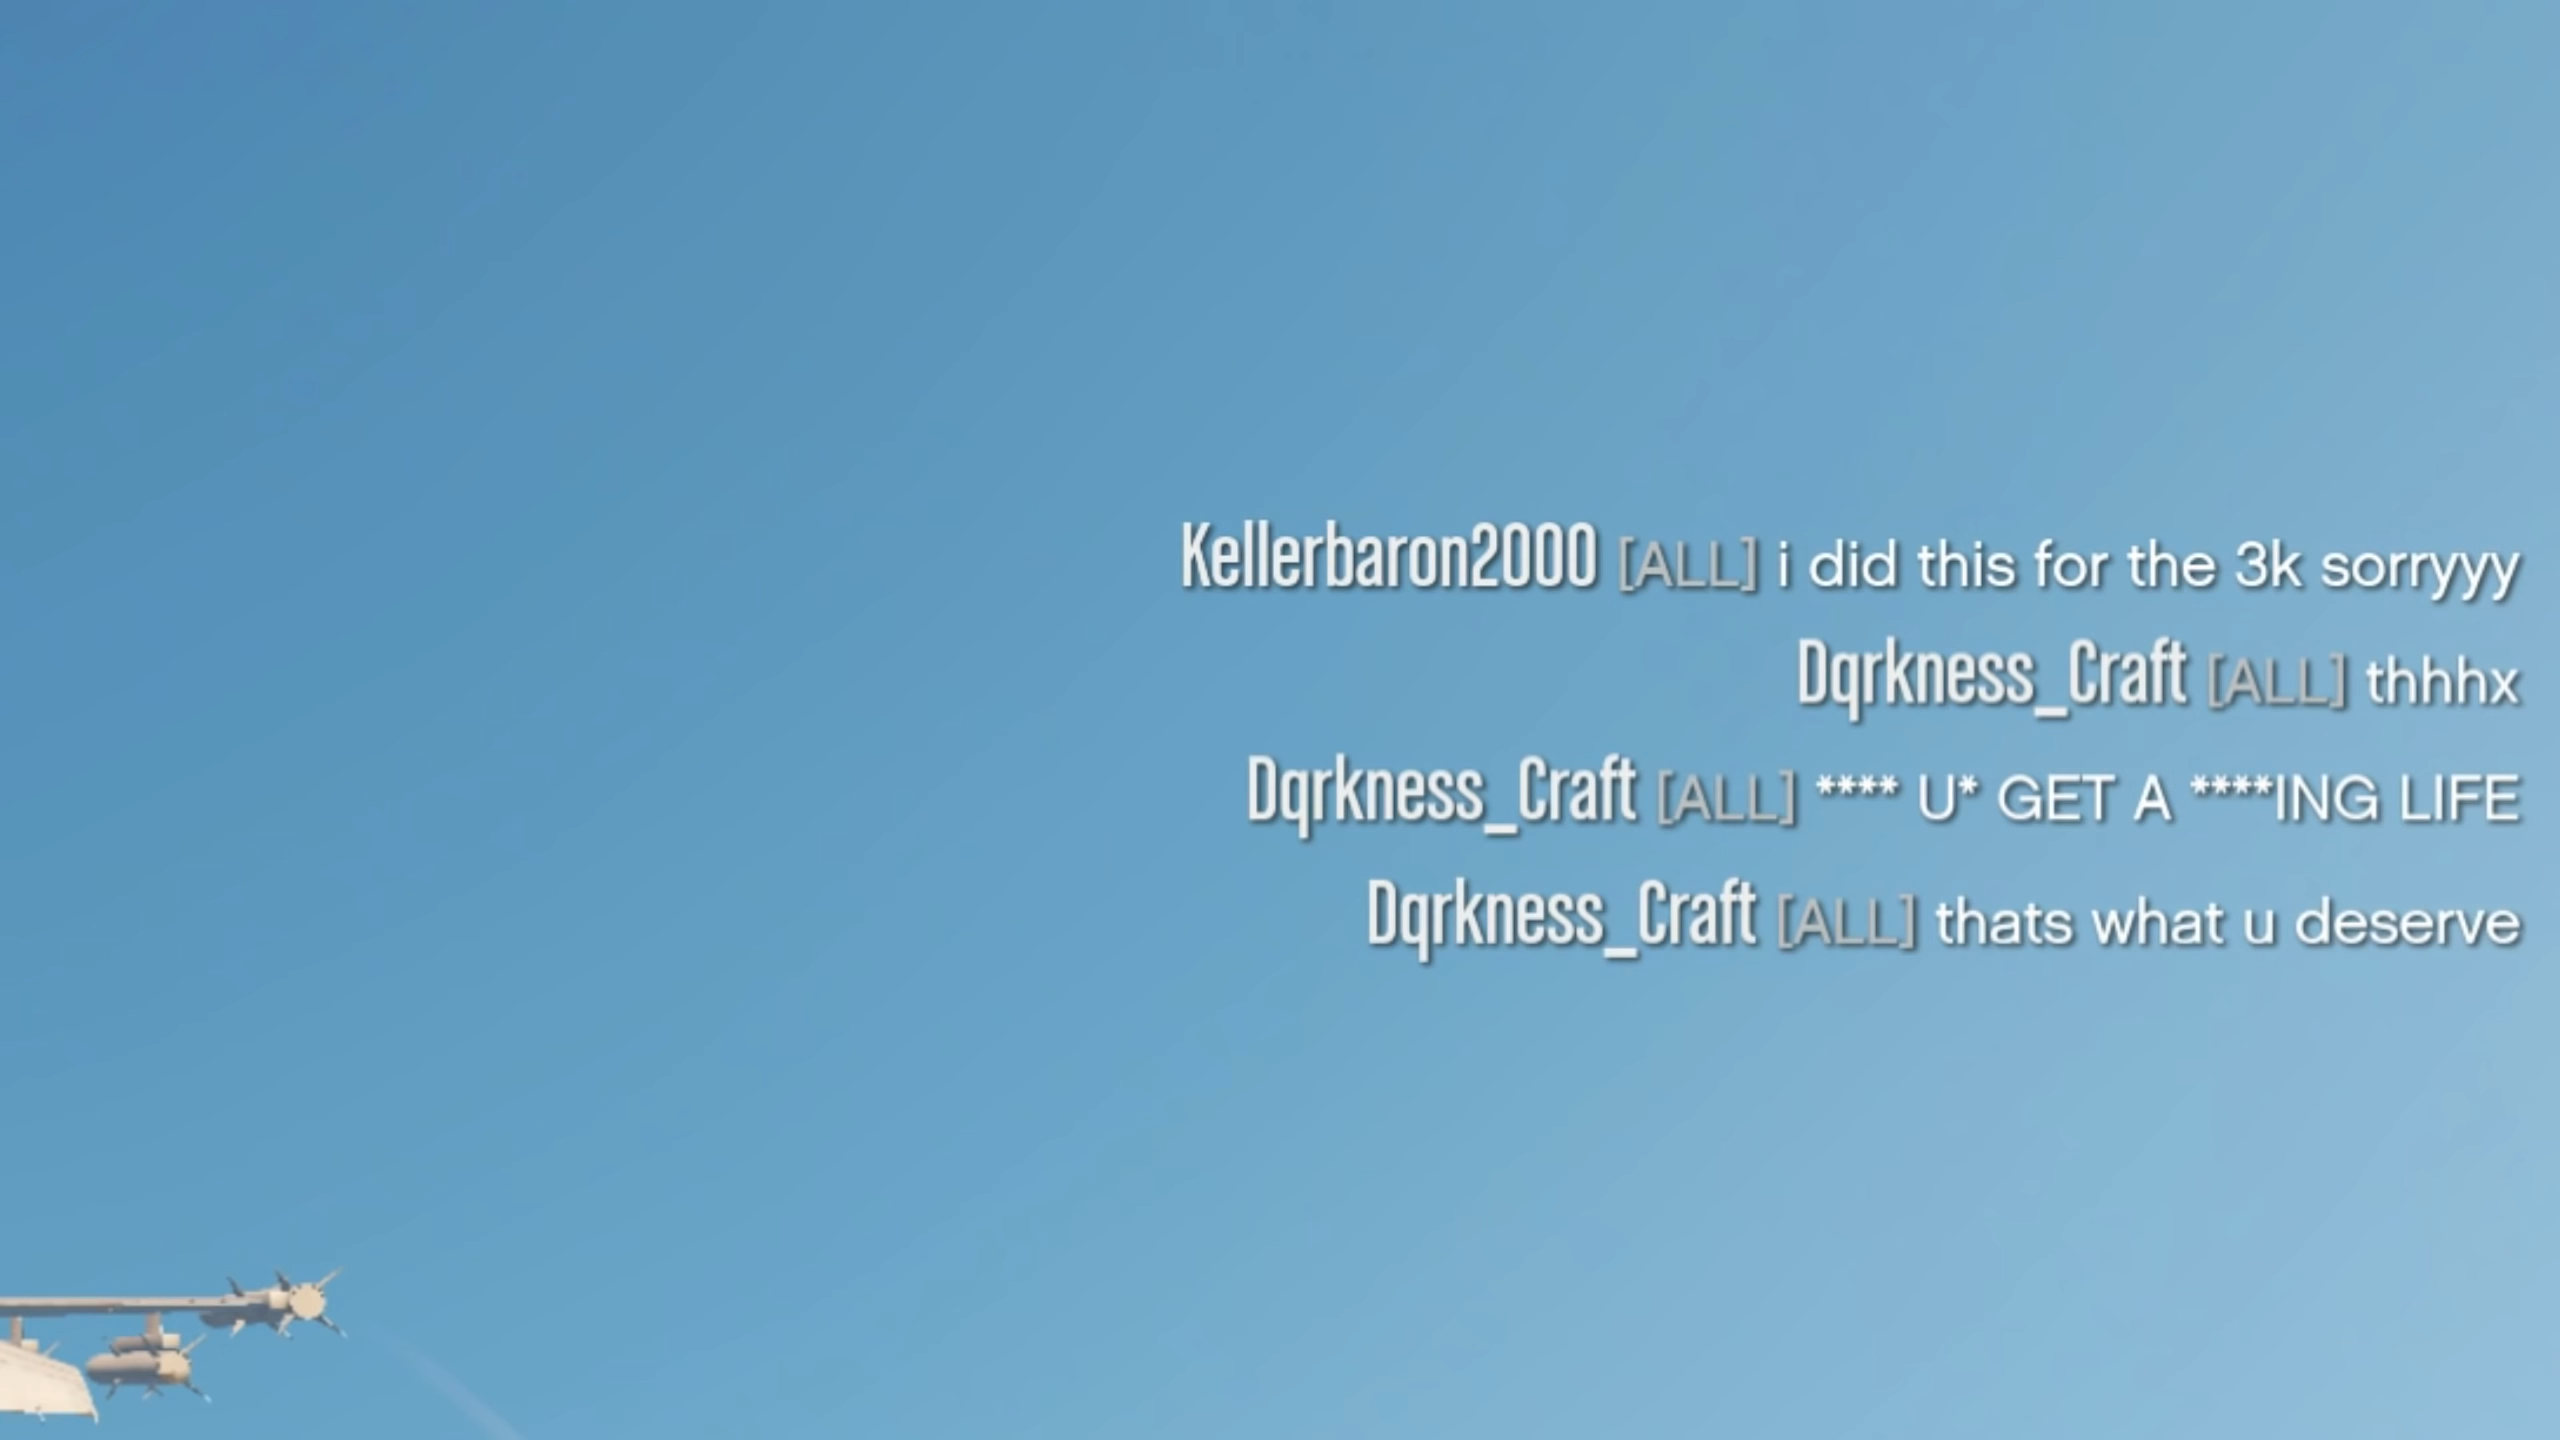 Kellerbaron2000 [ALL] i did this for the 3k sorryyy
Dqrkness_Craft [ALL] thhhx
Dqrkness_Craft [ALL] **** U* GET A ****ING LIFE
Dqrkness_Craft [ALL] thats what u deserve